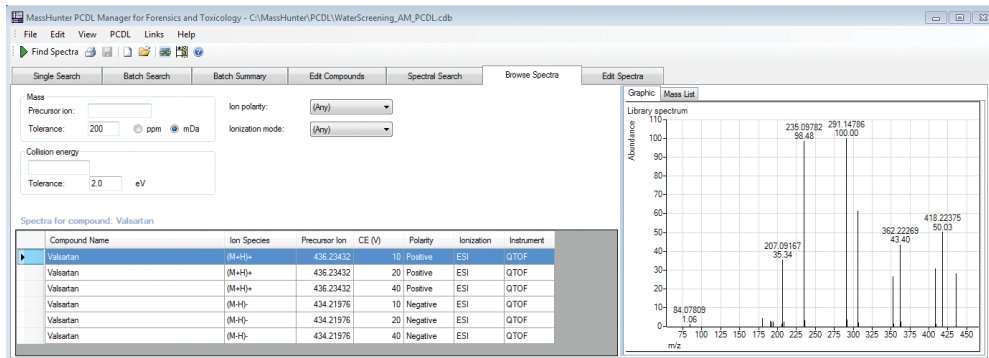 MassHunter PCDL Manager for Forensics and Toxicology - C:\MassHunter\PCDL\WaterScreening_AM_PCDL.cdb
File Edit View PCDL Links Help
Find Spectra
Single Search Batch Search Batch Summary Edit Compounds Spectral Search Browse Spectra Edit Spectra
Mass
Precursor ion:
Tolerance: 200 ppm mDa
Ion polarity: (Any)
Ionization mode: (Any)
Collision energy
Tolerance: 2.0 eV
Spectra for compound: Valsartan
Compound Name Ion Species Precursor Ion CE (V) Polarity Ionization Instrument
Valsartan (M+H)+ 436.23432 10 Positive ESI QTOF
Valsartan (M+H)+ 436.23432 20 Positive ESI QTOF
Valsartan (M+H)+ 436.23432 40 Positive ESI QTOF
Valsartan (M-H)- 434.21976 10 Negative ESI QTOF
Valsartan (M-H)- 434.21976 20 Negative ESI QTOF
Valsartan (M-H)- 434.21976 40 Negative ESI QTOF
Graphic Mass List
Library spectrum
Abundance
110
100
90
80
70
60
50
40
30
20
10
0
235.09782
98.48
291.14786
100.00
418.22375
50.03
362.22269
43.40
207.09167
35.34
84.07809
1.06
75 100 125 150 175 200 225 250 275 300 325 350 375 400 425 450
m/z